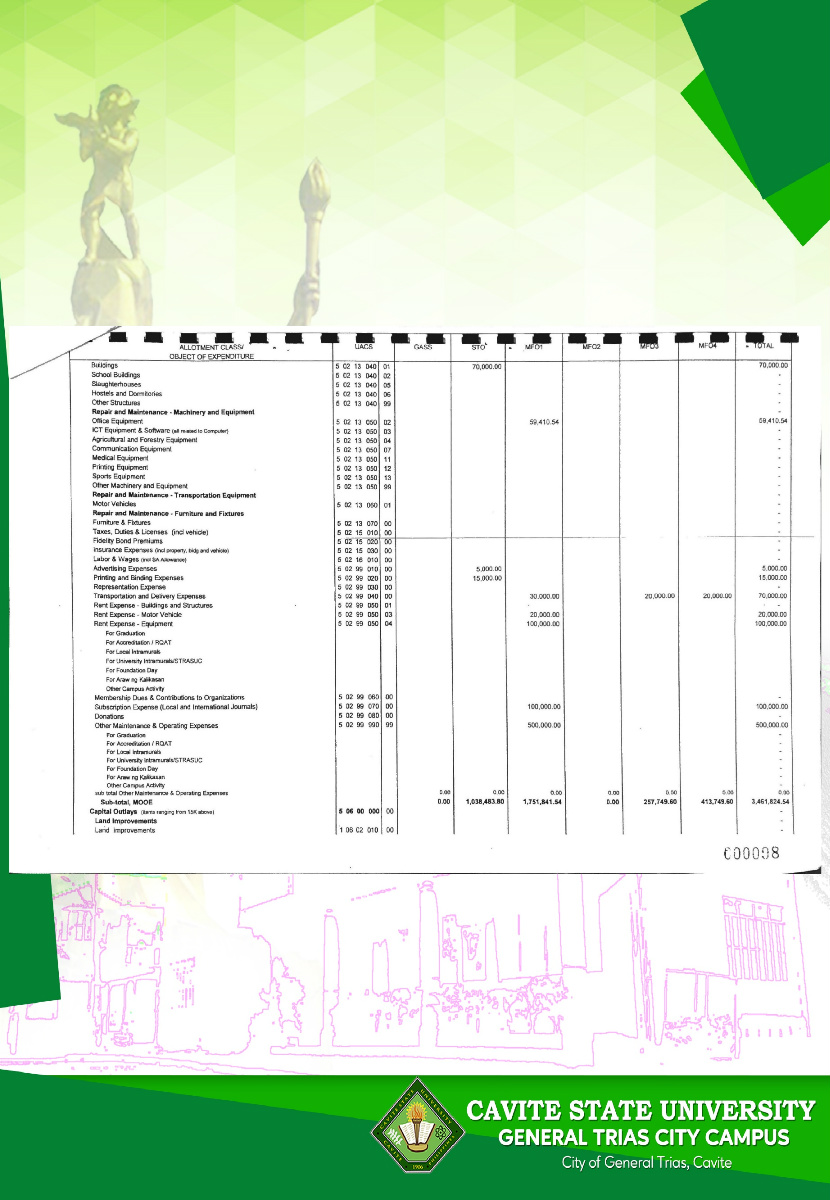 ALLOTMENT CLASS/ UACS GASS STO MFO1 MFO2 MFO3 MFO4 TOTAL
OBJECT OF EXPENDITURE
Buildings 5 02 13 040 01 70,000.00 70,000.00
School Buildings 5 02 13 040 02 -
Slaughterhouses 5 02 13 040 05 -
Hostels and Dormitories 5 02 13 040 06 -
Other Structures 5 02 13 040 99 -
Repair and Maintenance - Machinery and Equipment -
Office Equipment 5 02 13 050 02 59,410.54 59,410.54
ICT Equipment & Software (all related to Computer) 5 02 13 050 03 -
Agricultural and Forestry Equipment 5 02 13 050 04 -
Communication Equipment 5 02 13 050 07 -
Medical Equipment 5 02 13 050 11 -
Printing Equipment 5 02 13 050 12 -
Sports Equipment 5 02 13 050 13 -
Other Machinery and Equipment 5 02 13 050 99 -
Repair and Maintenance - Transportation Equipment -
Motor Vehicles 5 02 13 060 01 -
Repair and Maintenance - Furniture and Fixtures -
Furniture & Fixtures 5 02 13 070 00 -
Taxes, Duties & Licenses (incl vehicle) 5 02 15 010 00 -
Fidelity Bond Premiums 5 02 15 020 00 -
Insurance Expenses (incl property, bldg and vehicle) 5 02 15 030 00 -
Labor & Wages (incl SA Allowance) 5 02 16 010 00 -
Advertising Expenses 5 02 99 010 00 5,000.00 5,000.00
Printing and Binding Expenses 5 02 99 020 00 15,000.00 15,000.00
Representation Expense 5 02 99 030 00 -
Transportation and Delivery Expenses 5 02 99 040 00 30,000.00 20,000.00 20,000.00 70,000.00
Rent Expense - Buildings and Structures 5 02 99 050 01 - -
Rent Expense - Motor Vehicle 5 02 99 050 03 20,000.00 20,000.00
Rent Expense - Equipment 5 02 99 050 04 100,000.00 100,000.00
For Graduation
For Accreditation / RQAT
For Local Intramurals
For University Intramurals/STRASUC
For Foundation Day
For Araw ng Kalikasan
Other Campus Activity
Membership Dues & Contributions to Organizations 5 02 99 060 00 -
Subscription Expense (Local and International Journals) 5 02 99 070 00 100,000.00 100,000.00
Donations 5 02 99 080 00 -
Other Maintenance & Operating Expenses 5 02 99 990 99 500,000.00 500,000.00
For Graduation -
For Accreditation / RQAT -
For Local Intramurals -
For University Intramurals/STRASUC -
For Foundation Day -
For Araw ng Kalikasan -
Other Campus Activity -
sub total Other Maintenance & Operating Expenses 0.00 0.00 0.00 0.00 0.00 0.00 0.00
Sub-total, MOOE 0.00 1,038,483.80 1,751,841.54 0.00 257,749.60 413,749.60 3,461,824.54
Capital Outlays (items ranging from 15K above) 5 06 00 000 00 -
Land Improvements -
Land improvements 1 06 02 010 00 -
000098
CAVITE STATE UNIVERSITY
GENERAL TRIAS CITY CAMPUS
City of General Trias, Cavite
1906